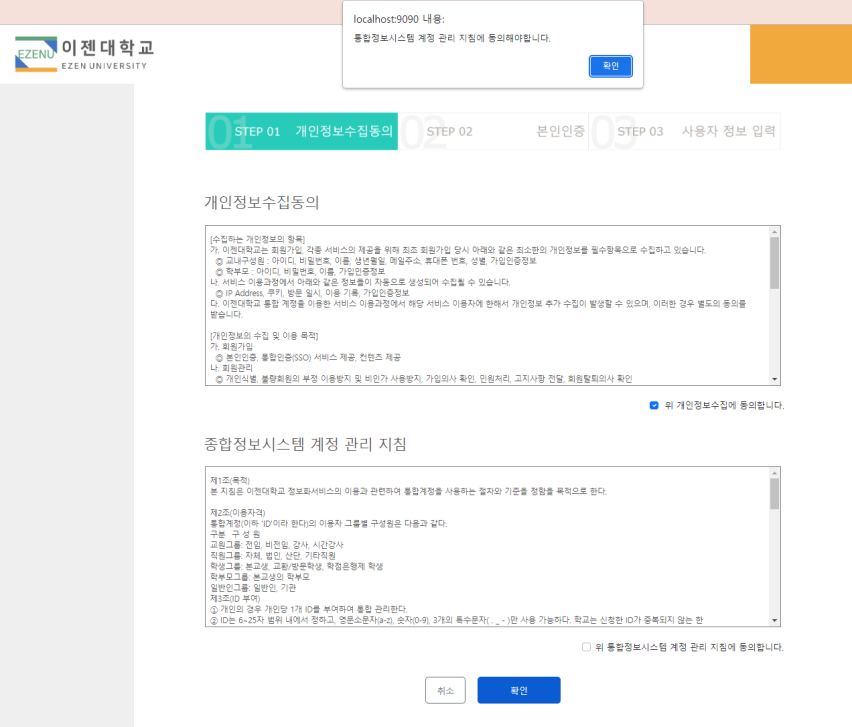 localhost:9090 내용:
통합정보시스템 계정 관리 지침에 동의해야합니다.
확인
EZENU 이젠대학교
EZEN UNIVERSITY
01 STEP 01 개인정보수집동의 02 STEP 02 본인인증 03 STEP 03 사용자 정보 입력
개인정보수집동의
[수집하는 개인정보의 항목]
가. 이젠대학교는 회원가입, 각종 서비스의 제공을 위해 최초 회원가입 당시 아래와 같은 최소한의 개인정보를 필수항목으로 수집하고 있습니다.
◎ 교내구성원 : 아이디, 비밀번호, 이름, 생년월일, 메일주소, 휴대폰 번호, 성별, 가입인증정보
◎ 학부모 : 아이디, 비밀번호, 이름, 가입인증정보
나. 서비스 이용과정에서 아래와 같은 정보들이 자동으로 생성되어 수집될 수 있습니다.
◎ IP Address, 쿠키, 방문 일시, 이용 기록, 가입인증정보
다. 이젠대학교 통합 계정을 이용한 서비스 이용과정에서 해당 서비스 이용자에 한해서 개인정보 추가 수집이 발생할 수 있으며, 이러한 경우 별도의 동의를
받습니다.
[개인정보의 수집 및 이용 목적]
가. 회원가입
◎ 본인인증, 통합인증(SSO) 서비스 제공, 컨텐츠 제공
나. 회원관리
◎ 개인식별, 불량회원의 부정 이용방지 및 비인가 사용방지, 가입의사 확인, 민원처리, 고지사항 전달, 회원탈퇴의사 확인
위 개인정보수집에 동의합니다.
종합정보시스템 계정 관리 지침
제1조(목적)
본 지침은 이젠대학교 정보화서비스의 이용과 관련하여 통합계정을 사용하는 절차와 기준을 정함을 목적으로 한다.
제2조(이용자격)
통합계정(이하 'ID'이라 한다)의 이용자 그룹별 구성원은 다음과 같다.
구분 구 성 원
교원그룹: 전임, 비전임, 강사, 시간강사
직원그룹: 자체, 법인, 산단, 기타직원
학생그룹: 본교생, 교환/방문학생, 학점은행제 학생
학부모그룹: 본교생의 학부모
일반인그룹: 일반인, 기관
제3조(ID 부여)
① 개인의 경우 개인당 1개 ID를 부여하여 통합 관리한다.
② ID는 6~25자 범위 내에서 정하고, 영문소문자(a-z), 숫자(0-9), 3개의 특수문자( . _ - )만 사용 가능하다. 학교는 신청한 ID가 중복되지 않는 한
위 통합정보시스템 계정 관리 지침에 동의합니다.
취소 확인